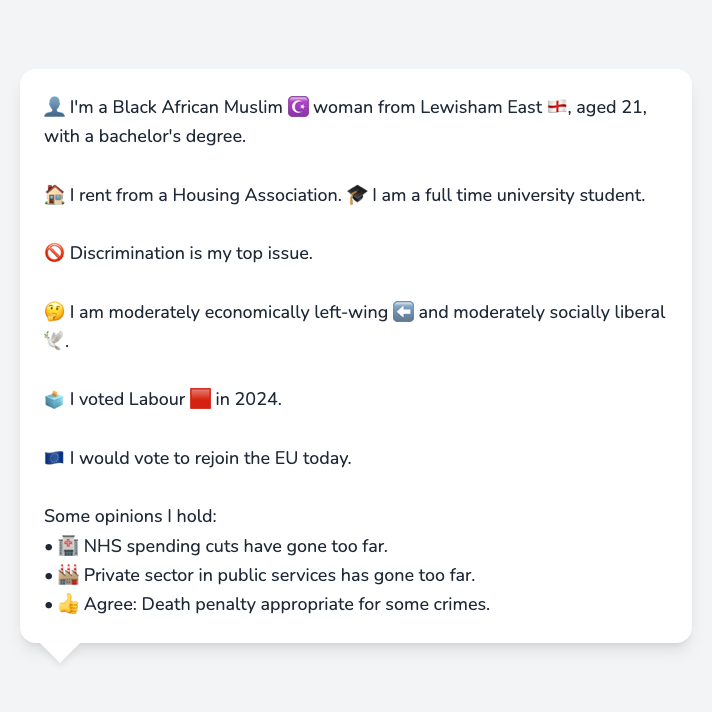 👤 I'm a Black African Muslim ☪️ woman from Lewisham East 🏴󠁧󠁢󠁥󠁮󠁧󠁿, aged 21,
with a bachelor's degree.
🏠 I rent from a Housing Association. 🎓 I am a full time university student.
🚫 Discrimination is my top issue.
🤔 I am moderately economically left-wing ⬅️ and moderately socially liberal
🕊️.
🗳️ I voted Labour 🟥 in 2024.
🇪🇺 I would vote to rejoin the EU today.
Some opinions I hold:
• 🏥 NHS spending cuts have gone too far.
• 🏭 Private sector in public services has gone too far.
• 👍 Agree: Death penalty appropriate for some crimes.